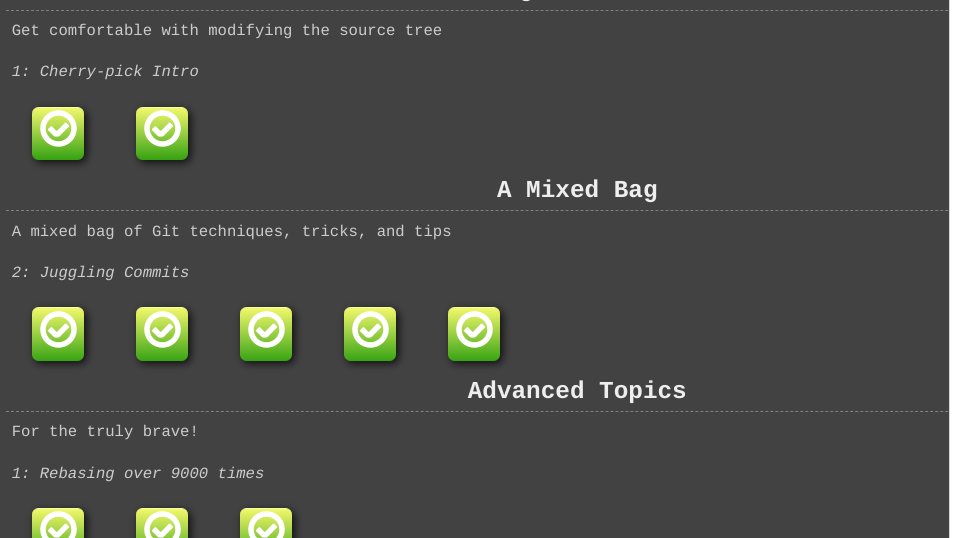 Get comfortable with modifying the source tree
1: Cherry-pick Intro
A Mixed Bag
A mixed bag of Git techniques, tricks, and tips
2: Juggling Commits
Advanced Topics
For the truly brave!
1: Rebasing over 9000 times